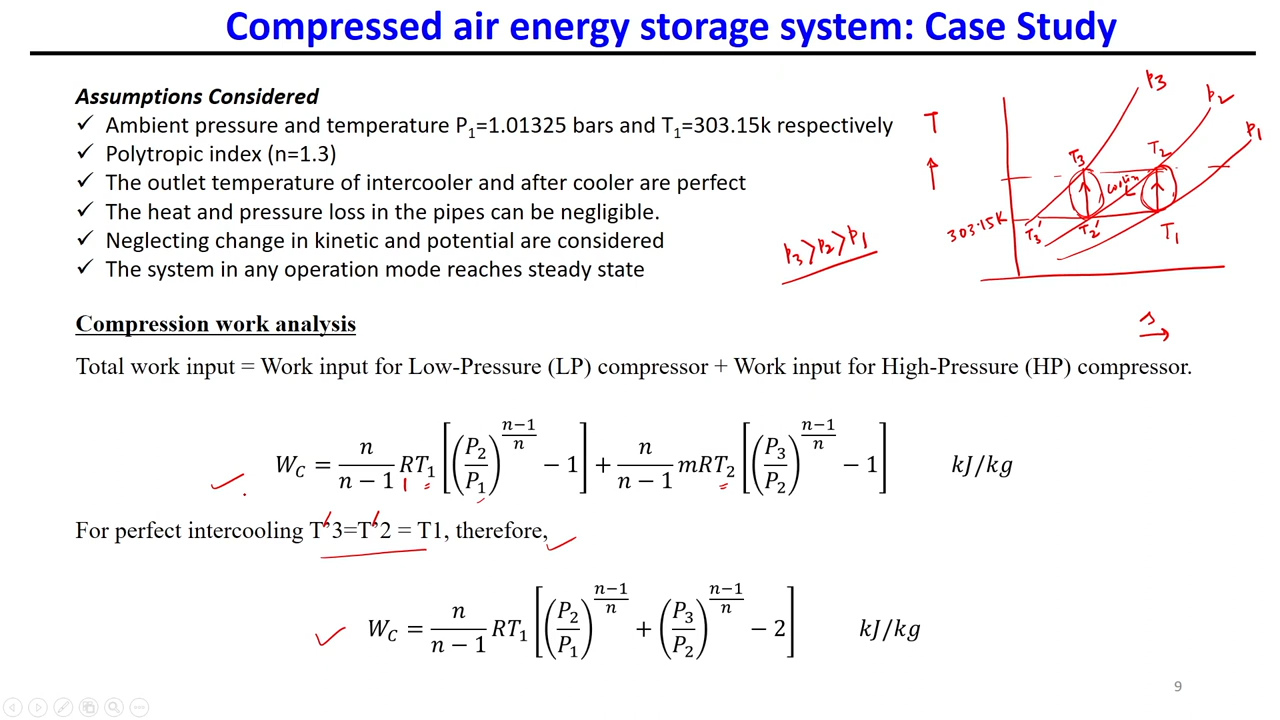 Compressed air energy storage system: Case Study
Assumptions Considered
✓ Ambient pressure and temperature P₁=1.01325 bars and T₁=303.15k respectively
✓ Polytropic index (n=1.3)
✓ The outlet temperature of intercooler and after cooler are perfect
✓ The heat and pressure loss in the pipes can be negligible.
✓ Neglecting change in kinetic and potential are considered
✓ The system in any operation mode reaches steady state
T
P₃
P₂
P₁
T₃
T₂
cooling
303.15K
T₃'
T₂'
T₁
P₃>P₂>P₁
s
Compression work analysis
Total work input = Work input for Low-Pressure (LP) compressor + Work input for High-Pressure (HP) compressor.
W_C = n/(n−1) RT₁ [(P₂/P₁)^((n−1)/n) − 1] + n/(n−1) mRT₂ [(P₃/P₂)^((n−1)/n) − 1] kJ/kg
For perfect intercooling T'3=T'2 = T1, therefore,
W_C = n/(n−1) RT₁ [(P₂/P₁)^((n−1)/n) + (P₃/P₂)^((n−1)/n) − 2] kJ/kg
9